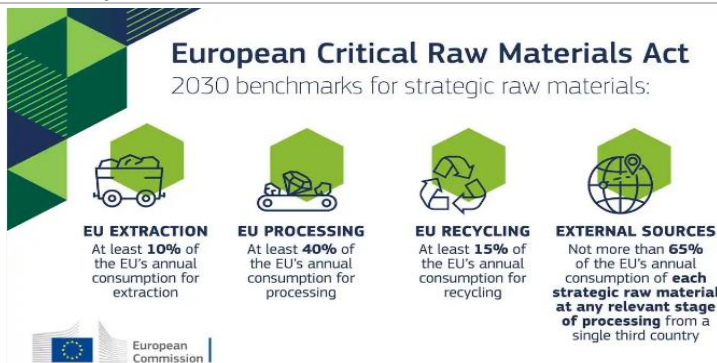 European Critical Raw Materials Act
2030 benchmarks for strategic raw materials:
EU EXTRACTION
At least 10% of
the EU's annual
consumption for
extraction
EU PROCESSING
At least 40% of
the EU's annual
consumption for
processing
EU RECYCLING
At least 15% of
the EU's annual
consumption for
recycling
EXTERNAL SOURCES
Not more than 65%
of the EU's annual
consumption of each
strategic raw material
at any relevant stage
of processing from a
single third country
European
Commission